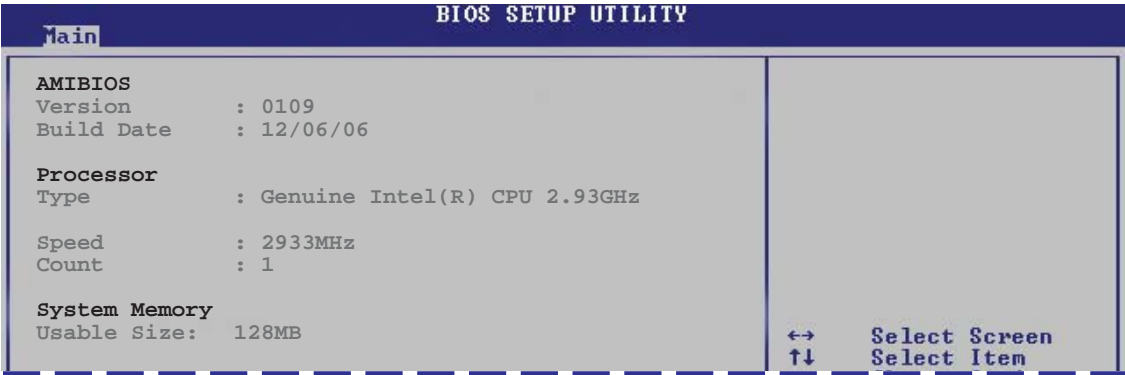 BIOS SETUP UTILITY
Main
AMIBIOS
Version : 0109
Build Date : 12/06/06
Processor
Type : Genuine Intel(R) CPU 2.93GHz
Speed : 2933MHz
Count : 1
System Memory
Usable Size: 128MB
←→ Select Screen
↑↓ Select Item